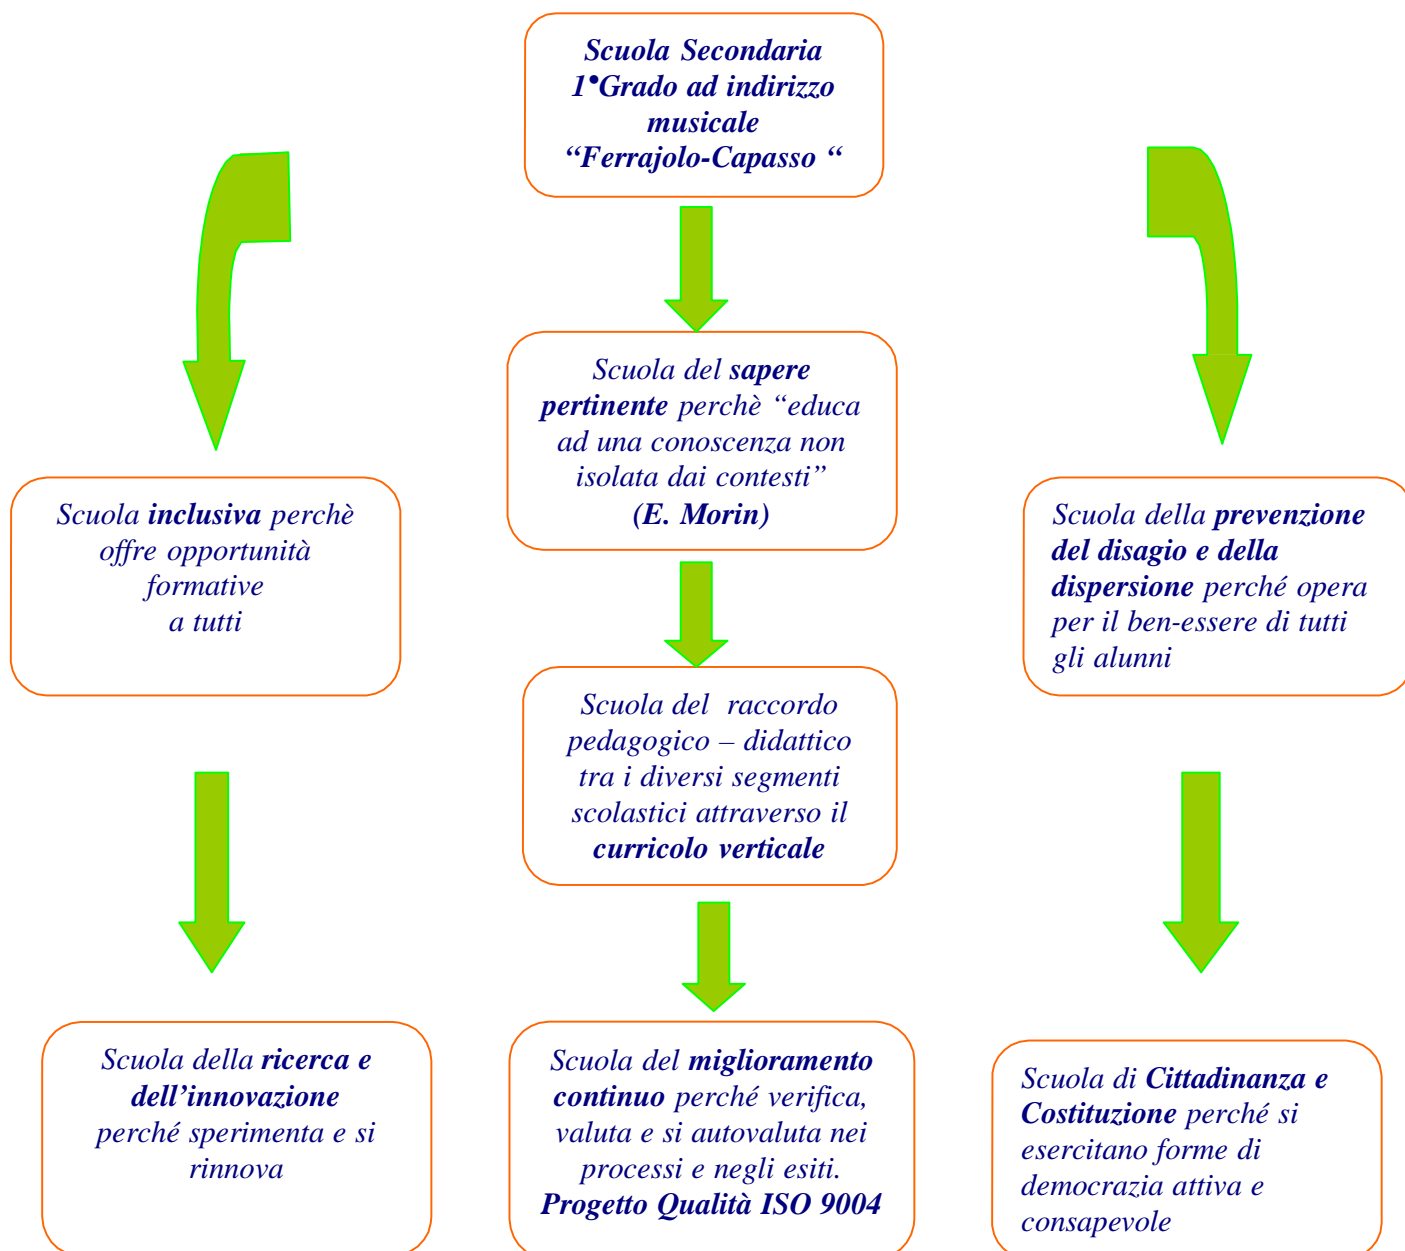 Scuola Secondaria
1°Grado ad indirizzo
musicale
“Ferrajolo-Capasso “
Scuola del sapere
pertinente perchè “educa
ad una conoscenza non
isolata dai contesti”
(E. Morin)
Scuola inclusiva perchè
offre opportunità
formative
a tutti
Scuola della prevenzione
del disagio e della
dispersione perché opera
per il ben-essere di tutti
gli alunni
Scuola del raccordo
pedagogico – didattico
tra i diversi segmenti
scolastici attraverso il
curricolo verticale
Scuola della ricerca e
dell’innovazione
perché sperimenta e si
rinnova
Scuola del miglioramento
continuo perché verifica,
valuta e si autovaluta nei
processi e negli esiti.
Progetto Qualità ISO 9004
Scuola di Cittadinanza e
Costituzione perché si
esercitano forme di
democrazia attiva e
consapevole